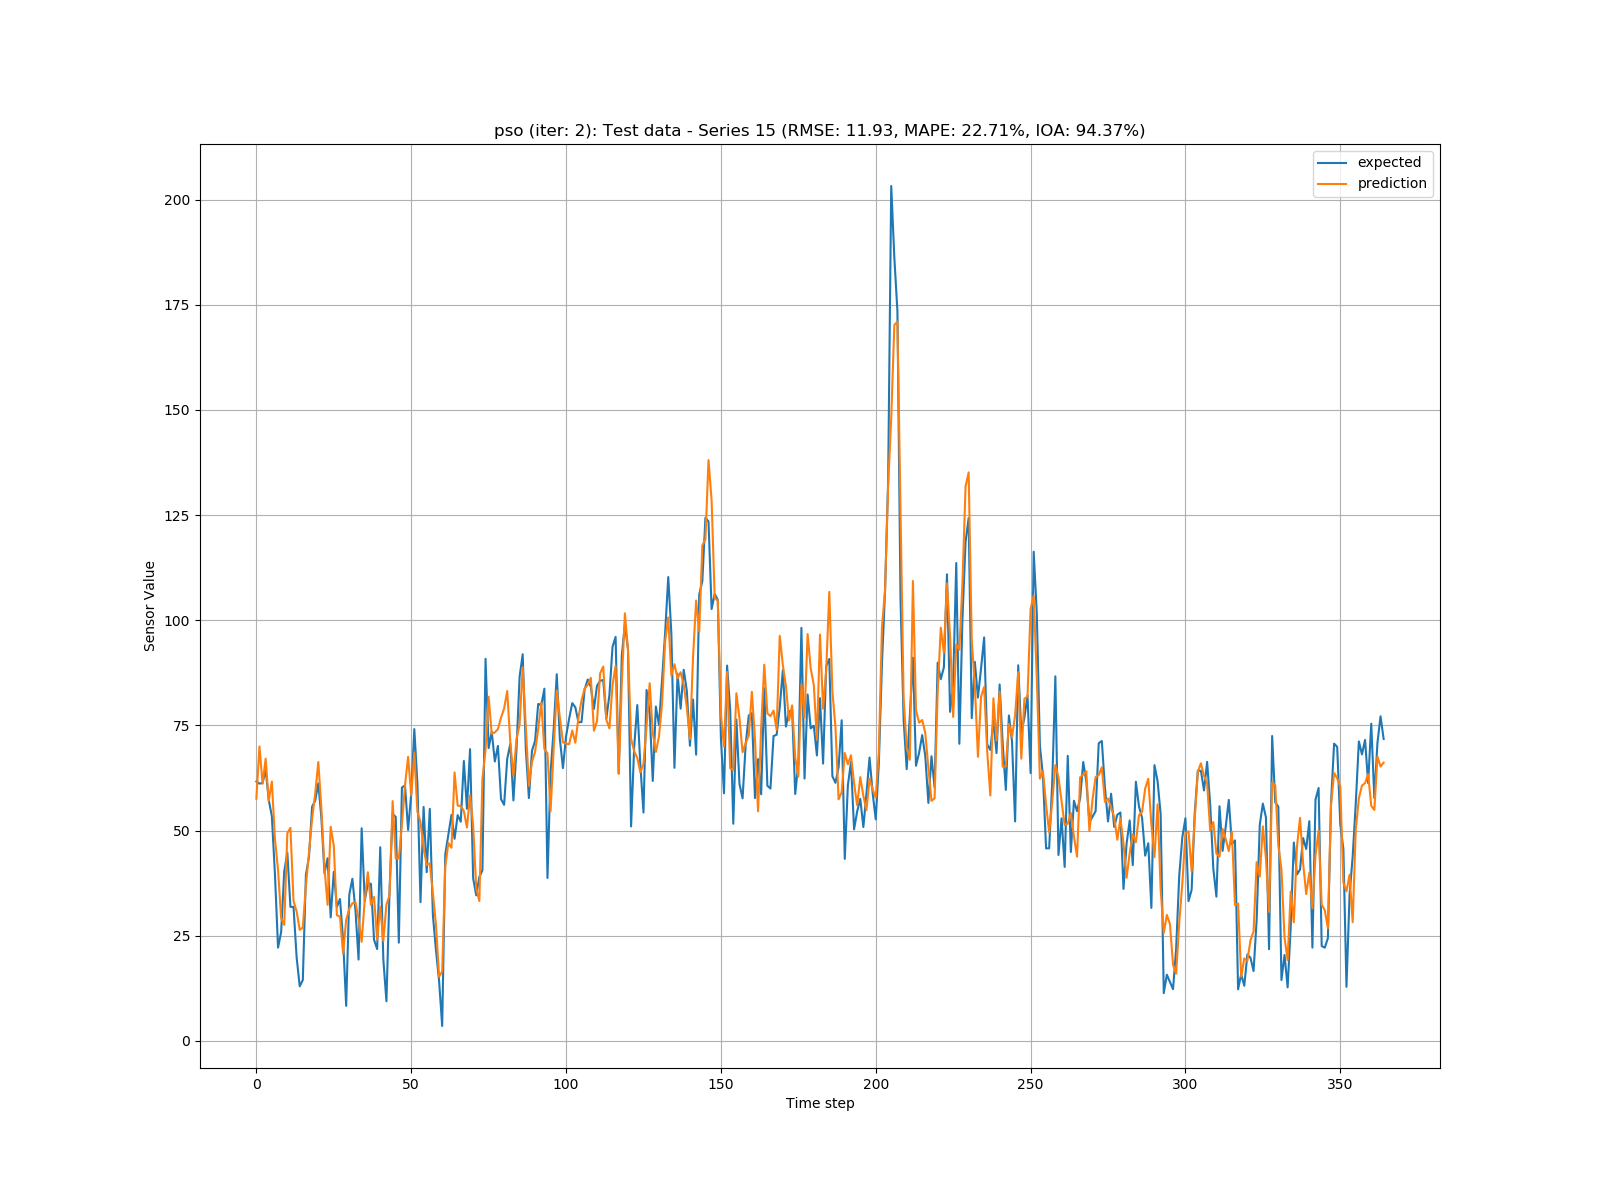 pso (iter: 2): Test data - Series 15 (RMSE: 11.93, MAPE: 22.71%, IOA: 94.37%)
expected
prediction
200
175
150
125
100
75
50
25
0
Sensor Value
0 50 100 150 200 250 300 350
Time step